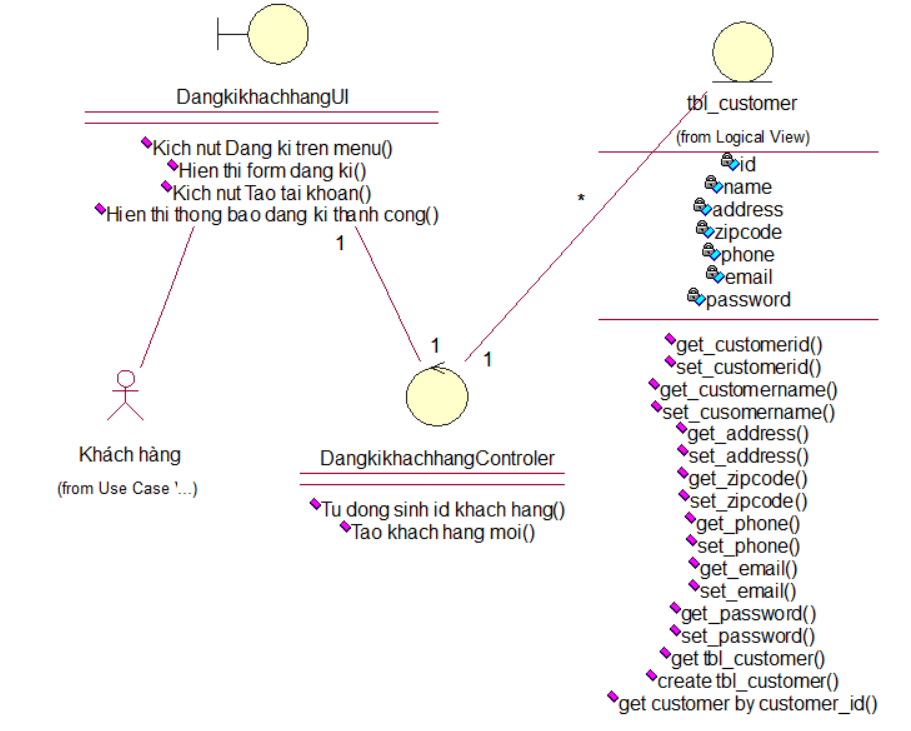 DangkikhachhangUI
Kich nut Dang ki tren menu()
Hien thi form dang ki()
Kich nut Tao tai khoan()
Hien thi thong bao dang ki thanh cong()
1
1
Khách hàng
(from Use Case '...)
DangkikhachhangControler
Tu dong sinh id khach hang()
Tao khach hang moi()
*
1
tbl_customer
(from Logical View)
id
name
address
zipcode
phone
email
password
get_customerid()
set_customerid()
get_customername()
set_cusomername()
get_address()
set_address()
get_zipcode()
set_zipcode()
get_phone()
set_phone()
get_email()
set_email()
get_password()
set_password()
get tbl_customer()
create tbl_customer()
get customer by customer_id()